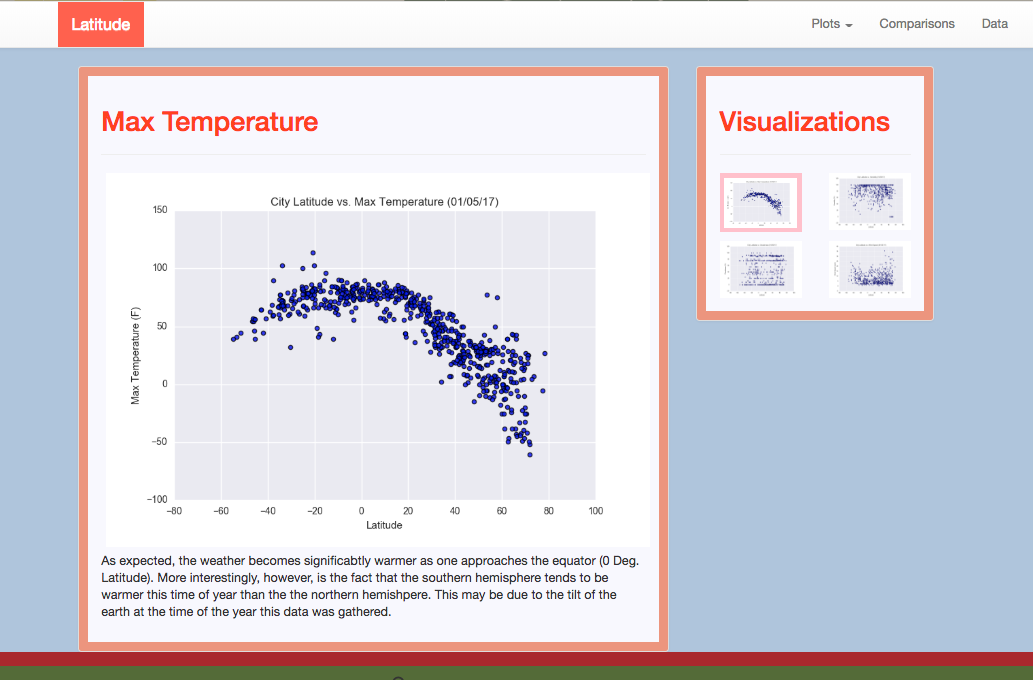 Latitude
Plots
Comparisons
Data
Max Temperature
City Latitude vs. Max Temperature (01/05/17)
150
100
50
0
−50
−100
Max Temperature (F)
−80 −60 −40 −20 0 20 40 60 80 100
Latitude
As expected, the weather becomes significabtly warmer as one approaches the equator (0 Deg.
Latitude). More interestingly, however, is the fact that the southern hemisphere tends to be
warmer this time of year than the the northern hemishpere. This may be due to the tilt of the
earth at the time of the year this data was gathered.
Visualizations